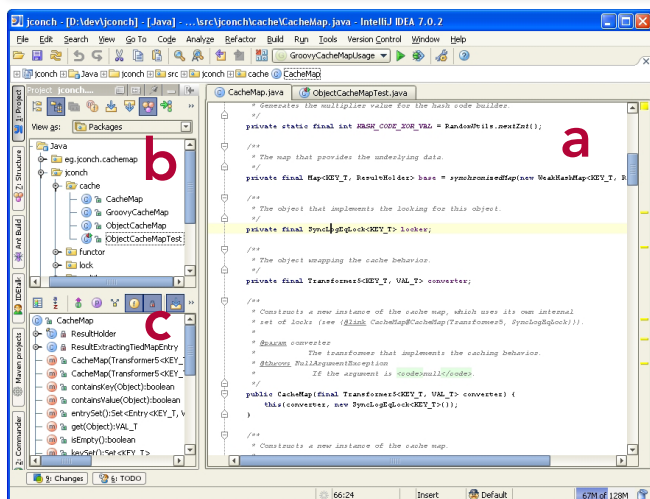 jconch - [D:\dev\jconch] - [Java] - ...\src\jconch\cache\CacheMap.java - IntelliJ IDEA 7.0.2
File Edit Search View Go To Code Analyze Refactor Build Run Tools Version Control Window Help
GroovyCacheMapUsage
jconch Java jconch src jconch cache CacheMap
Project jconch....
View as: Packages
Java
eg.jconch.cachemap
jconch
cache
CacheMap
GroovyCacheMap
ObjectCacheMap
ObjectCacheMapTest
functor
lock
b
1: Project
7: Structure
Ant Build
IDEtalk
Maven projects
Commander
CacheMap
ResultHolder
ResultExtractingTiedMapEntry
CacheMap(Transformer5<KEY_T
CacheMap(Transformer5<KEY_T
containsKey(Object):boolean
containsValue(Object):boolean
entrySet():Set<Entry<KEY_T, V
get(Object):VAL_T
isEmpty():boolean
keySet():Set<KEY_T>
c
CacheMap.java ObjectCacheMapTest.java
* Generates the multiplier value for the hash code builder.
*/
private static final int HASH_CODE_XOR_VAL = RandomUtils.nextInt();
/**
* The map that provides the underlying data.
*/
private final Map<KEY_T, ResultHolder> base = synchronizedMap(new WeakHashMap<KEY_T, R
/**
* The object that implements the locking for this object.
*/
private final SyncLogEqLock<KEY_T> locker;
/**
* The object wrapping the cache behavior.
*/
private final Transformer5<KEY_T, VAL_T> converter;
/**
* Constructs a new instance of the cache map, which uses its own internal
* set of locks (see {@link CacheMap#CacheMap(Transformer5, SyncLogEqLock)}).
*
* @param converter
* The transformer that implements the caching behavior.
* @throws NullArgumentException
* If the argument is <code>null</code>.
*/
public CacheMap(final Transformer5<KEY_T, VAL_T> converter) {
this(converter, new SyncLogEqLock<KEY_T>());
}
/**
* Constructs a new instance of the cache map.
*
a
9: Changes 6: TODO
66:24 Insert Default 67M of 128M